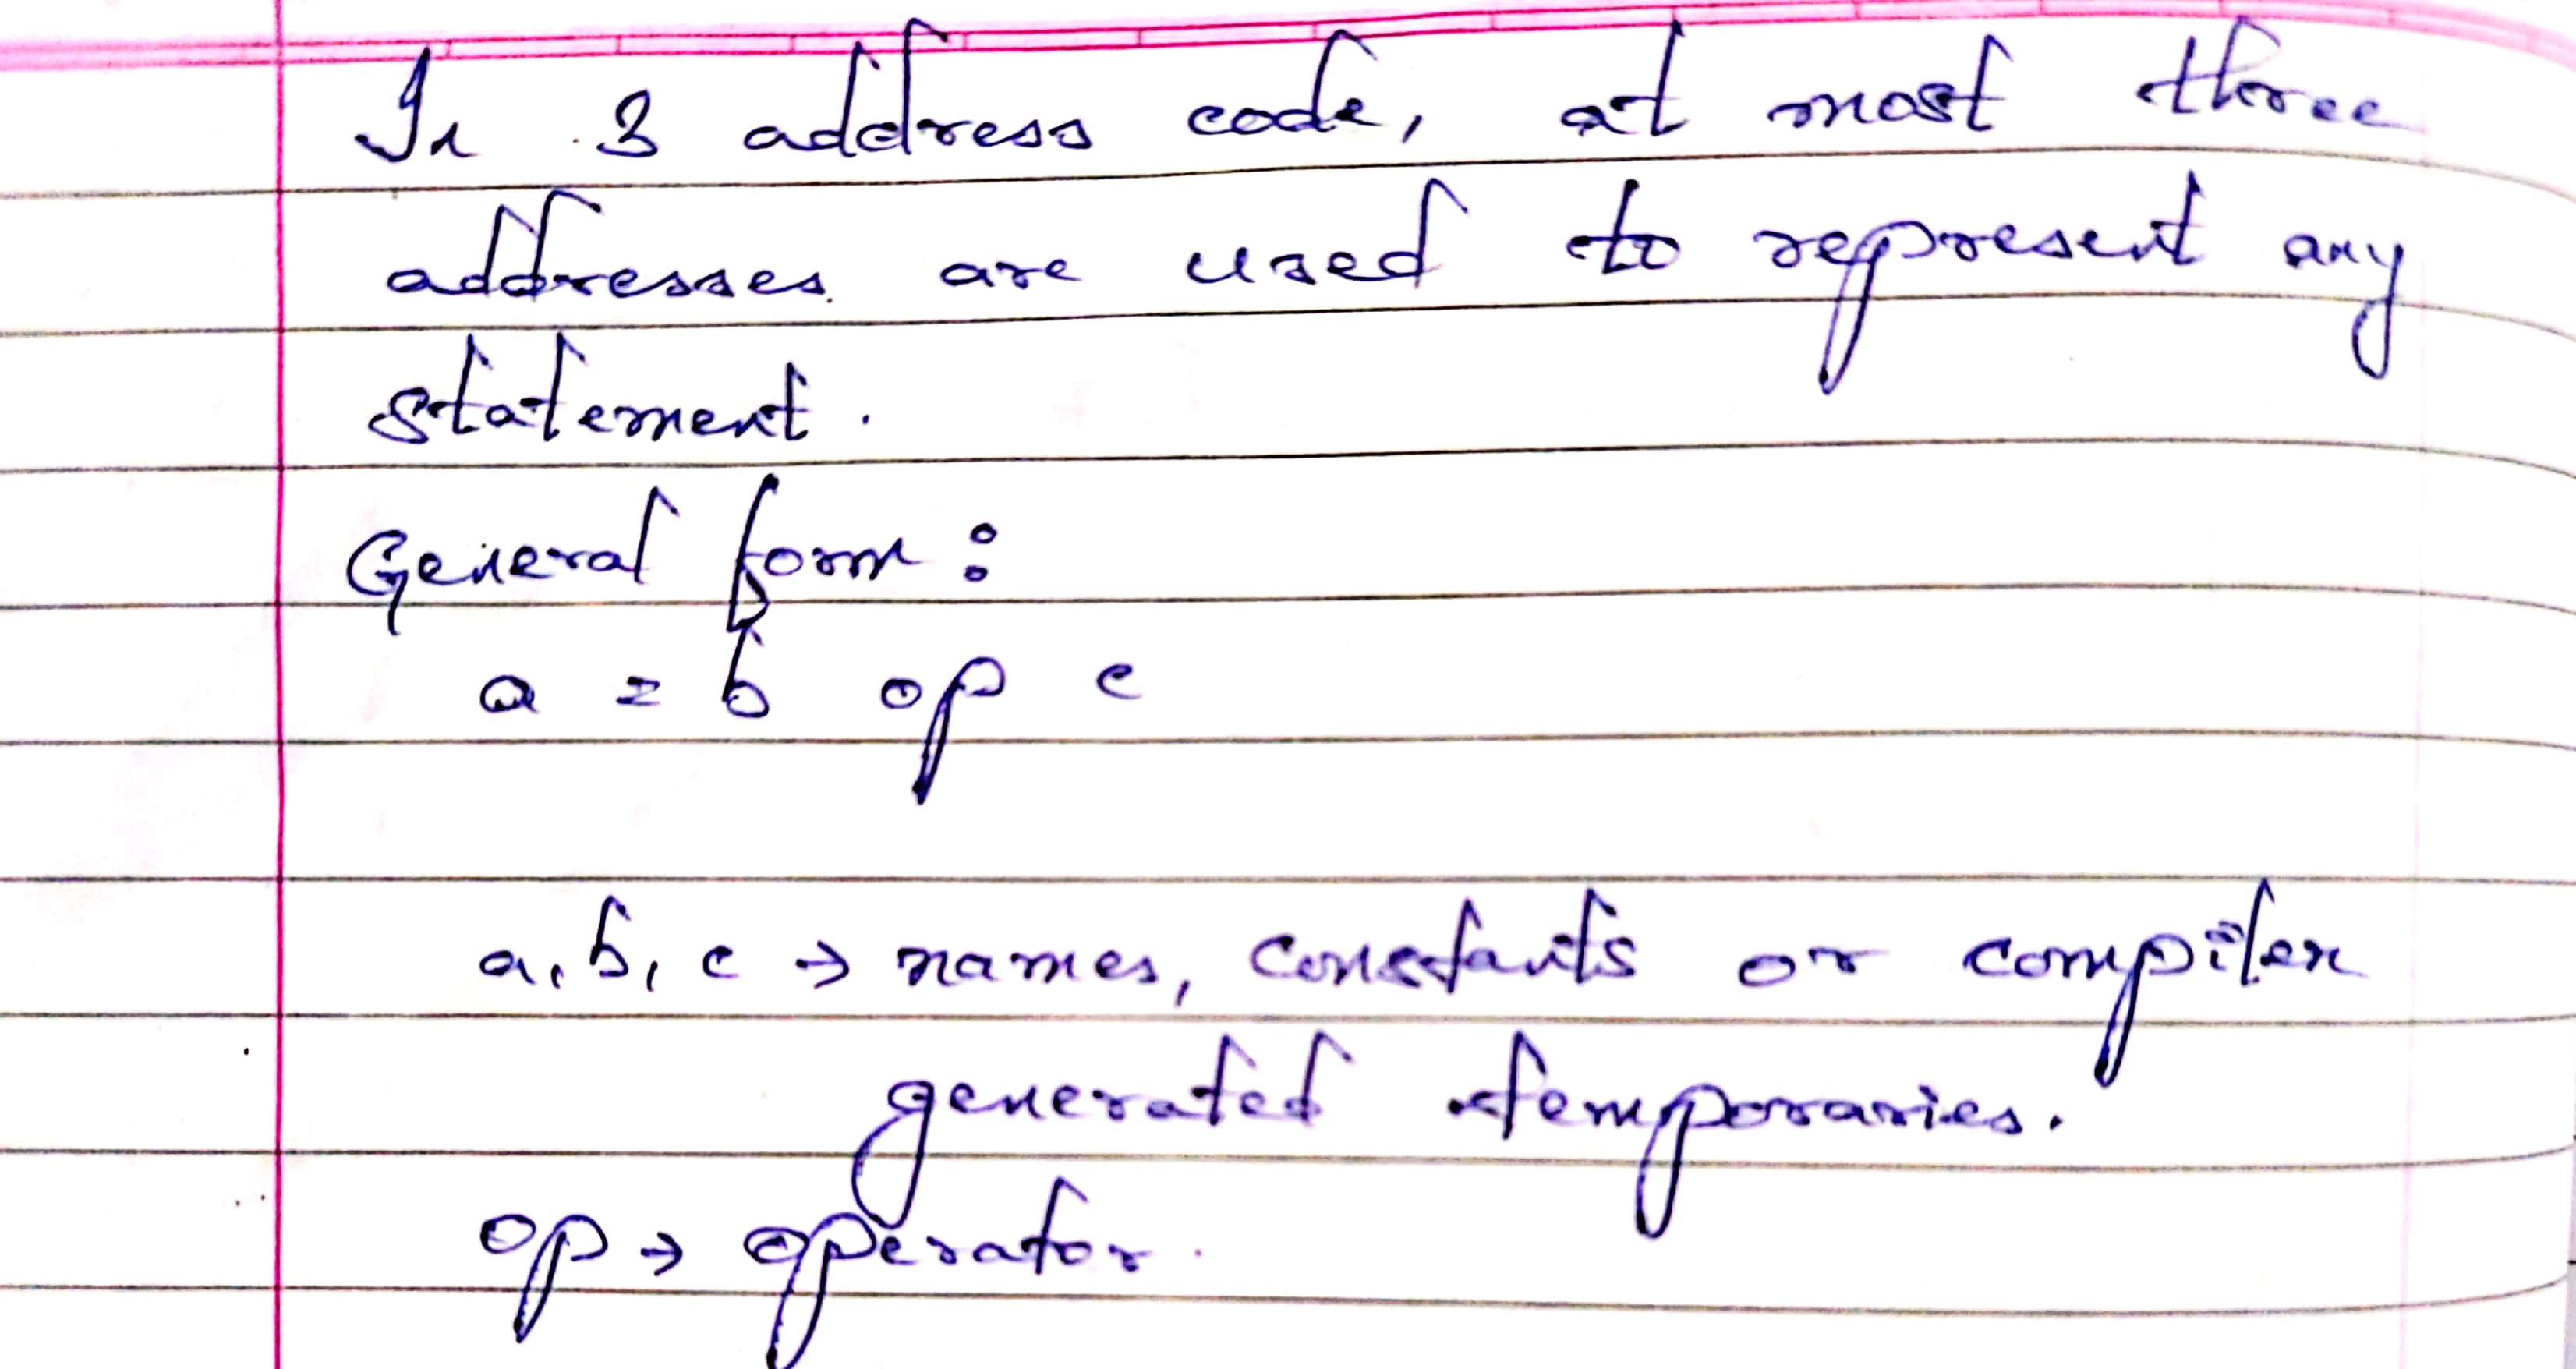 In 3 address code, at most three
addresses are used to represent any
statement.
General form:
a = b op c
a, b, c → names, constants or compiler
generated temporaries.
op → operator.